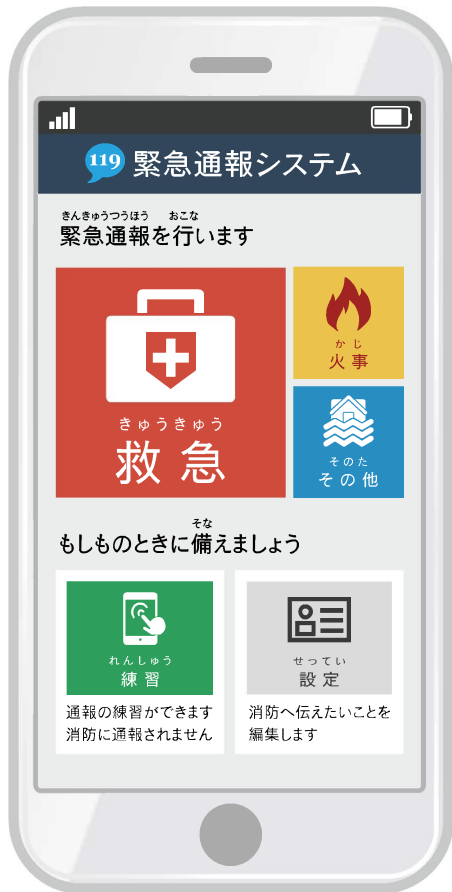 119 緊急通報システム
きんきゅうつうほう おこな
緊急通報を行います
きゅうきゅう
救急
かじ
火事
そのた
その他
そな
もしものときに備えましょう
れんしゅう
練習
通報の練習ができます
消防に通報されません
せってい
設定
消防へ伝えたいことを
編集します